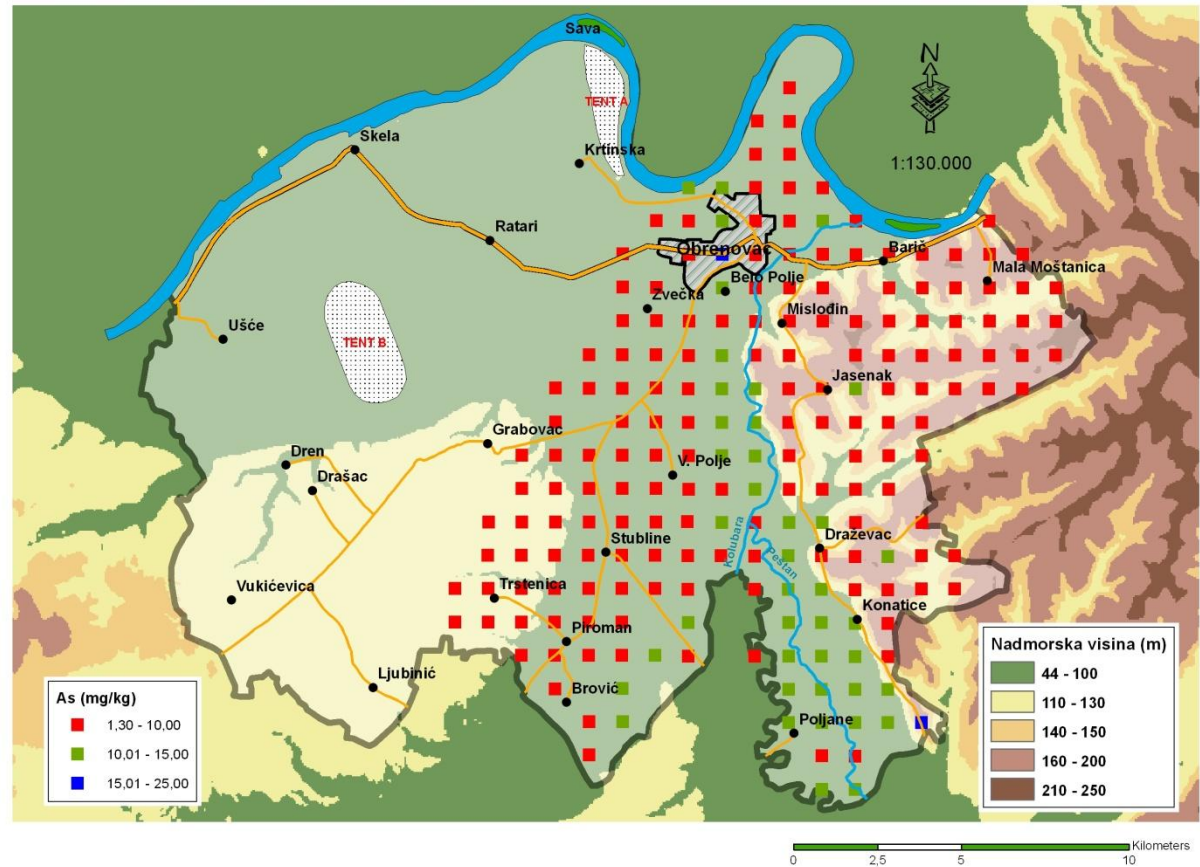 Sava
TENT A
N
Skela
Krtinska
1:130.000
Ratari
Obrenovac
Barič
Mala Moštanica
Belo Polje
Zvečka
Mislođin
Ušće
TENT B
Jasenak
Grabovac
Dren
V. Polje
Drašac
Kolubara
Peštan
Draževac
Stubline
Vukićevica
Trstenica
Konatice
Piroman
Ljubinić
Brović
Poljane
As (mg/kg)
1,30 - 10,00
10,01 - 15,00
15,01 - 25,00
Nadmorska visina (m)
44 - 100
110 - 130
140 - 150
160 - 200
210 - 250
Kilometers
0 2,5 5 10